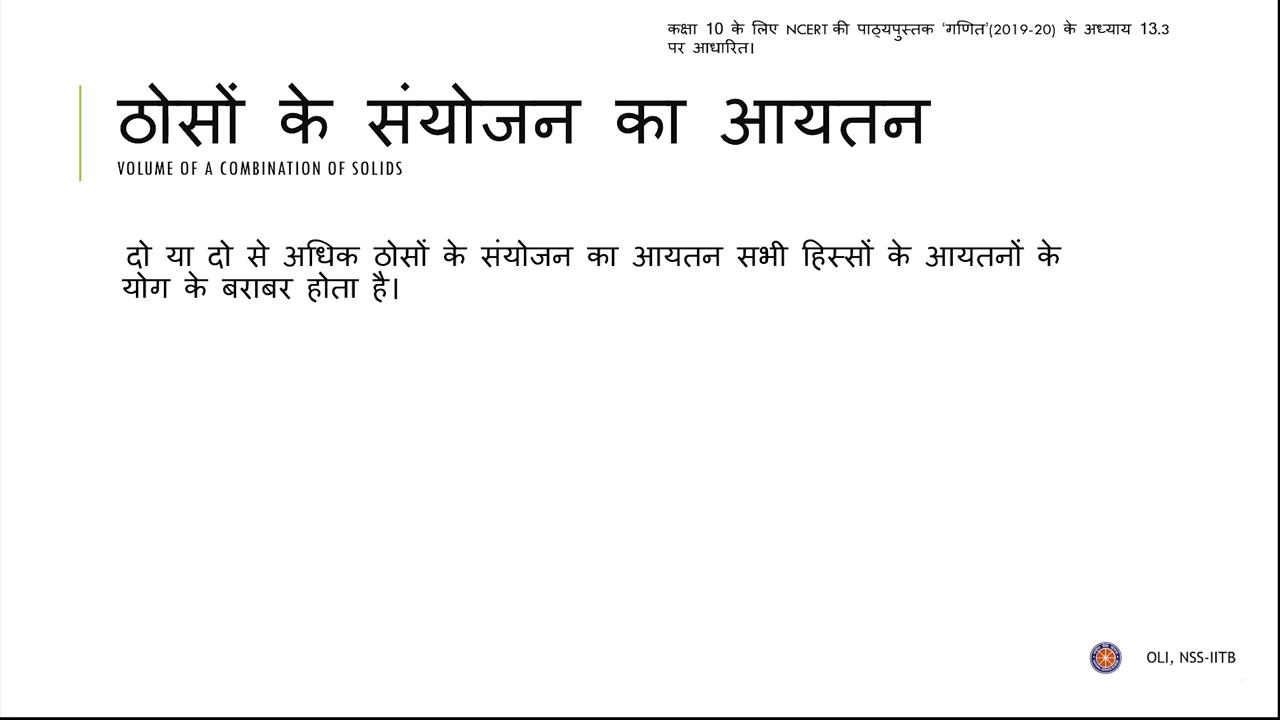 कक्षा 10 के लिए NCERT की पाठ्यपुस्तक ‘गणित’(2019-20) के अध्याय 13.3
पर आधारित।
ठोसों के संयोजन का आयतन
VOLUME OF A COMBINATION OF SOLIDS
दो या दो से अधिक ठोसों के संयोजन का आयतन सभी हिस्सों के आयतनों के
योग के बराबर होता है।
OLI, NSS-IITB